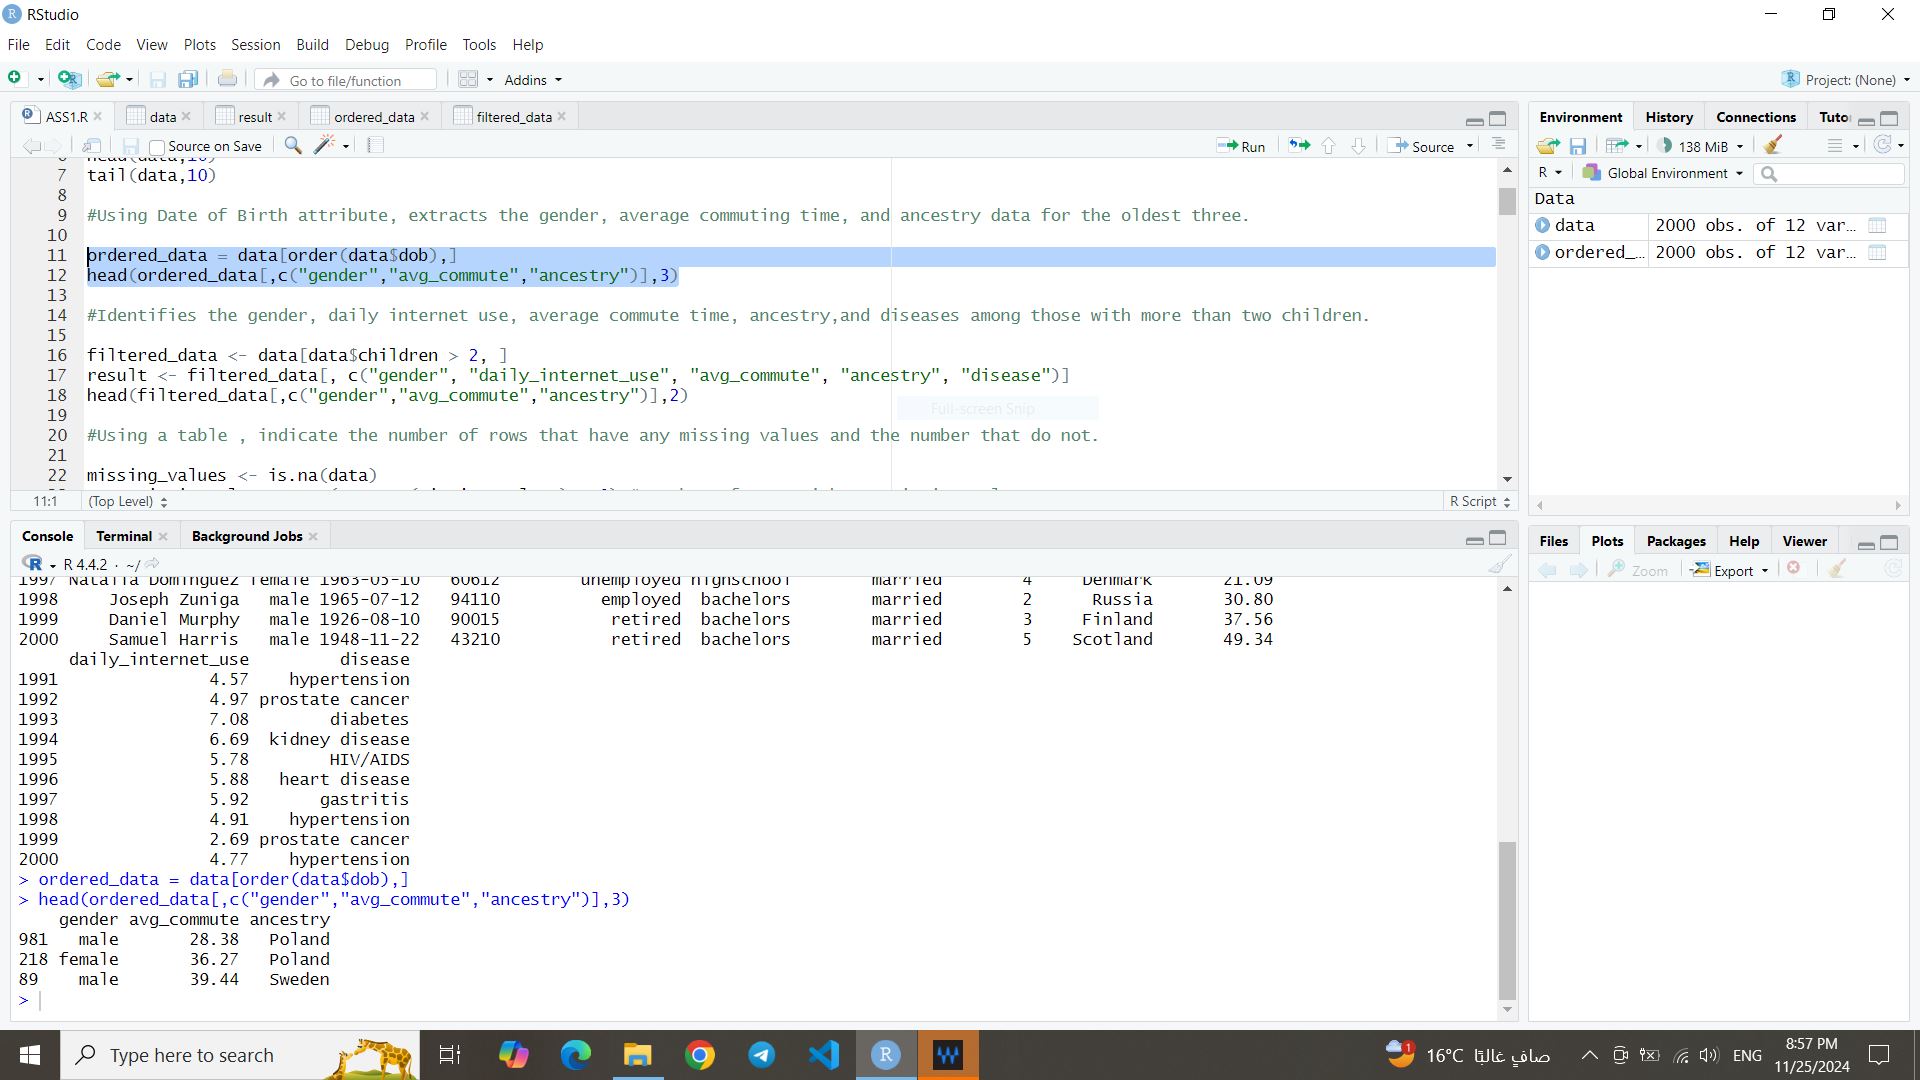 RStudio
File Edit Code View Plots Session Build Debug Profile Tools Help
Go to file/function Addins Project: (None)
ASS1.R data result ordered_data filtered_data
Source on Save Run Source
7 tail(data,10)
8
9 #Using Date of Birth attribute, extracts the gender, average commuting time, and ancestry data for the oldest three.
10
11 ordered_data = data[order(data$dob),]
12 head(ordered_data[,c("gender","avg_commute","ancestry")],3)
13
14 #Identifies the gender, daily internet use, average commute time, ancestry,and diseases among those with more than two children.
15
16 filtered_data <- data[data$children > 2, ]
17 result <- filtered_data[, c("gender", "daily_internet_use", "avg_commute", "ancestry", "disease")]
18 head(filtered_data[,c("gender","avg_commute","ancestry")],2)
Full-screen Snip
19
20 #Using a table , indicate the number of rows that have any missing values and the number that do not.
21
22 missing_values <- is.na(data)
11:1 (Top Level) R Script
Environment History Connections Tuto
138 MiB
R Global Environment
Data
data 2000 obs. of 12 var…
ordered_… 2000 obs. of 12 var…
Console Terminal Background Jobs
R 4.4.2 · ~/
1997 Natalia Dominguez female 1963-05-10 60612 unemployed highschool married 4 Denmark 21.09
1998 Joseph Zuniga male 1965-07-12 94110 employed bachelors married 2 Russia 30.80
1999 Daniel Murphy male 1926-08-10 90015 retired bachelors married 3 Finland 37.56
2000 Samuel Harris male 1948-11-22 43210 retired bachelors married 5 Scotland 49.34
daily_internet_use disease
1991 4.57 hypertension
1992 4.97 prostate cancer
1993 7.08 diabetes
1994 6.69 kidney disease
1995 5.78 HIV/AIDS
1996 5.88 heart disease
1997 5.92 gastritis
1998 4.91 hypertension
1999 2.69 prostate cancer
2000 4.77 hypertension
> ordered_data = data[order(data$dob),]
> head(ordered_data[,c("gender","avg_commute","ancestry")],3)
gender avg_commute ancestry
981 male 28.38 Poland
218 female 36.27 Poland
89 male 39.44 Sweden
>
Files Plots Packages Help Viewer
Zoom Export
Type here to search
1 16°C صافٍ غالبًا ENG 8:57 PM
11/25/2024